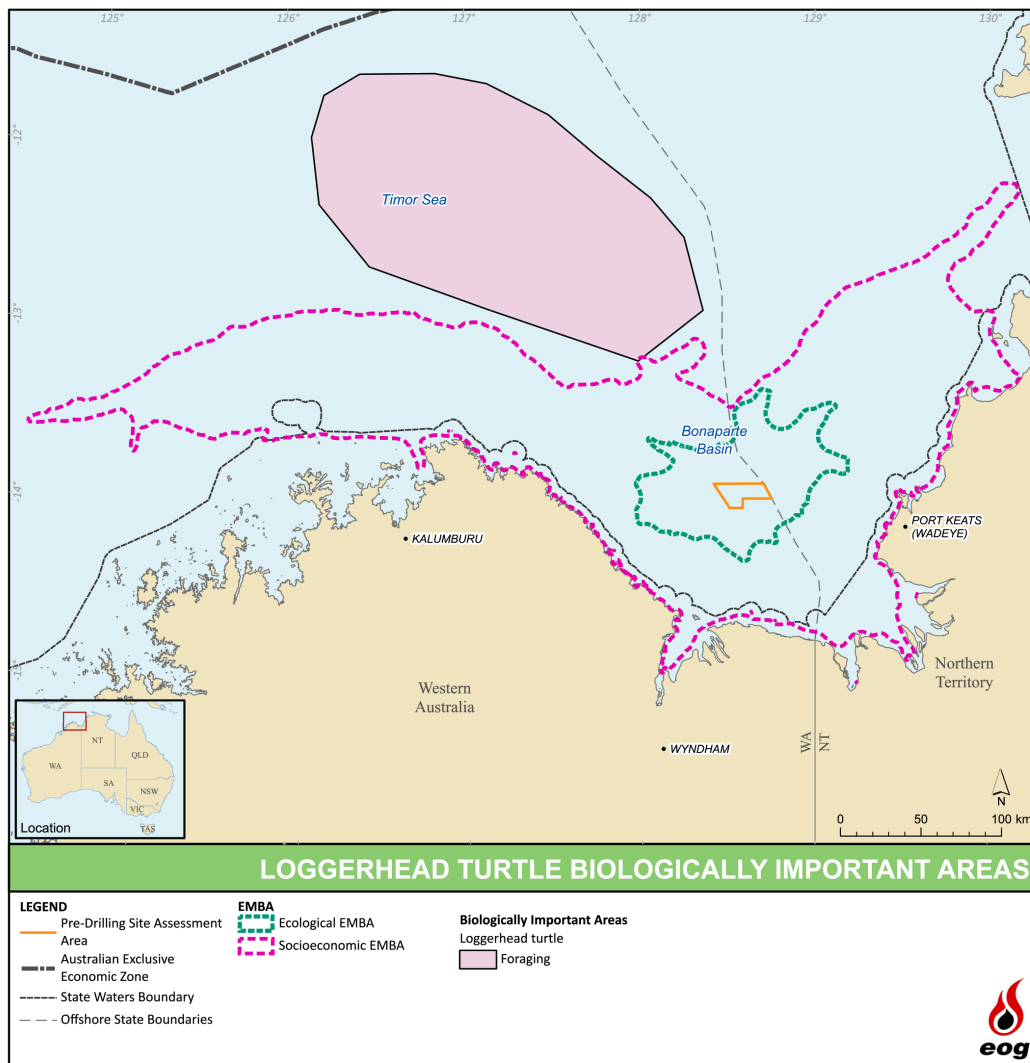 125°
126°
127°
128°
129°
130°
-12°
Timor Sea
-13°
Bonaparte
Basin
-14°
KALUMBURU
PORT KEATS
(WADEYE)
Western
Australia
Northern
Territory
WYNDHAM
WA
NT
WA
NT
QLD
SA
NSW
VIC
TAS
Location
N
0 50 100 km
LOGGERHEAD TURTLE BIOLOGICALLY IMPORTANT AREAS
LEGEND
Pre-Drilling Site Assessment
Area
Australian Exclusive
Economic Zone
State Waters Boundary
Offshore State Boundaries
EMBA
Ecological EMBA
Socioeconomic EMBA
Biologically Important Areas
Loggerhead turtle
Foraging
eog